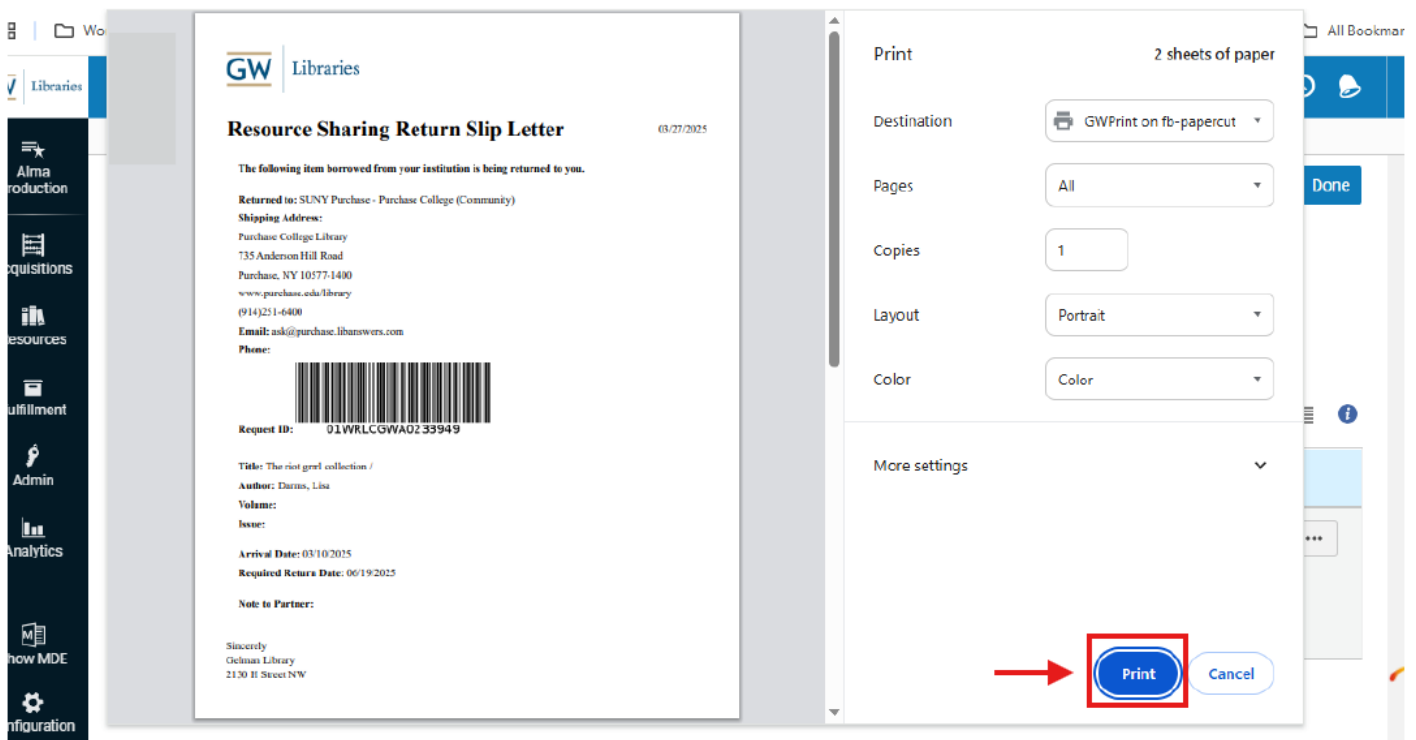 Wo
All Bookmar
Libraries
Alma
roduction
cquisitions
esources
ulfillment
Admin
Analytics
how MDE
nfiguration
GW Libraries
Resource Sharing Return Slip Letter
03/27/2025
The following item borrowed from your institution is being returned to you.
Returned to: SUNY Purchase - Purchase College (Community)
Shipping Address:
Purchase College Library
735 Anderson Hill Road
Purchase, NY 10577-1400
www.purchase.edu/library
(914)251-6400
Email: ask@purchase.libanswers.com
Phone:
Request ID: 01WRLCGWA0233949
Title: The riot grrl collection /
Author: Darms, Lisa
Volume:
Issue:
Arrival Date: 03/10/2025
Required Return Date: 06/19/2025
Note to Partner:
Sincerely
Gelman Library
2130 H Street NW
Print
2 sheets of paper
Destination
GWPrint on fb-papercut
Pages
All
Copies
1
Layout
Portrait
Color
Color
More settings
Print
Cancel
Done